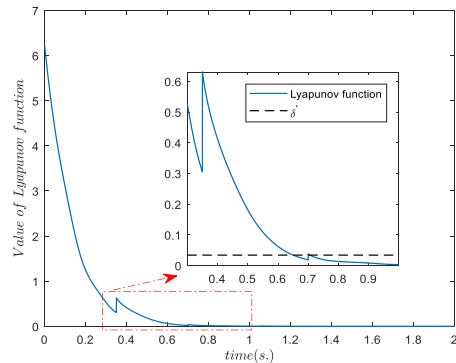 7
6
5
4
3
2
1
0
Value of Lyapunov function
0.6
0.5
0.4
0.3
0.2
0.1
0
Lyapunov function
δ'
0.4 0.5 0.6 0.7 0.8 0.9
0 0.2 0.4 0.6 0.8 1 1.2 1.4 1.6 1.8 2
time(s.)